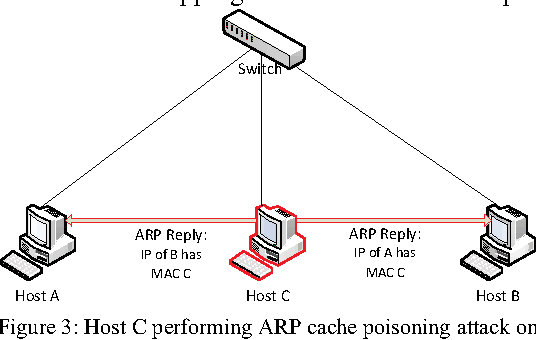 Switch
ARP Reply:
IP of B has
MAC C
ARP Reply:
IP of A has
MAC C
Host A
Host C
Host B
Figure 3: Host C performing ARP cache poisoning attack on